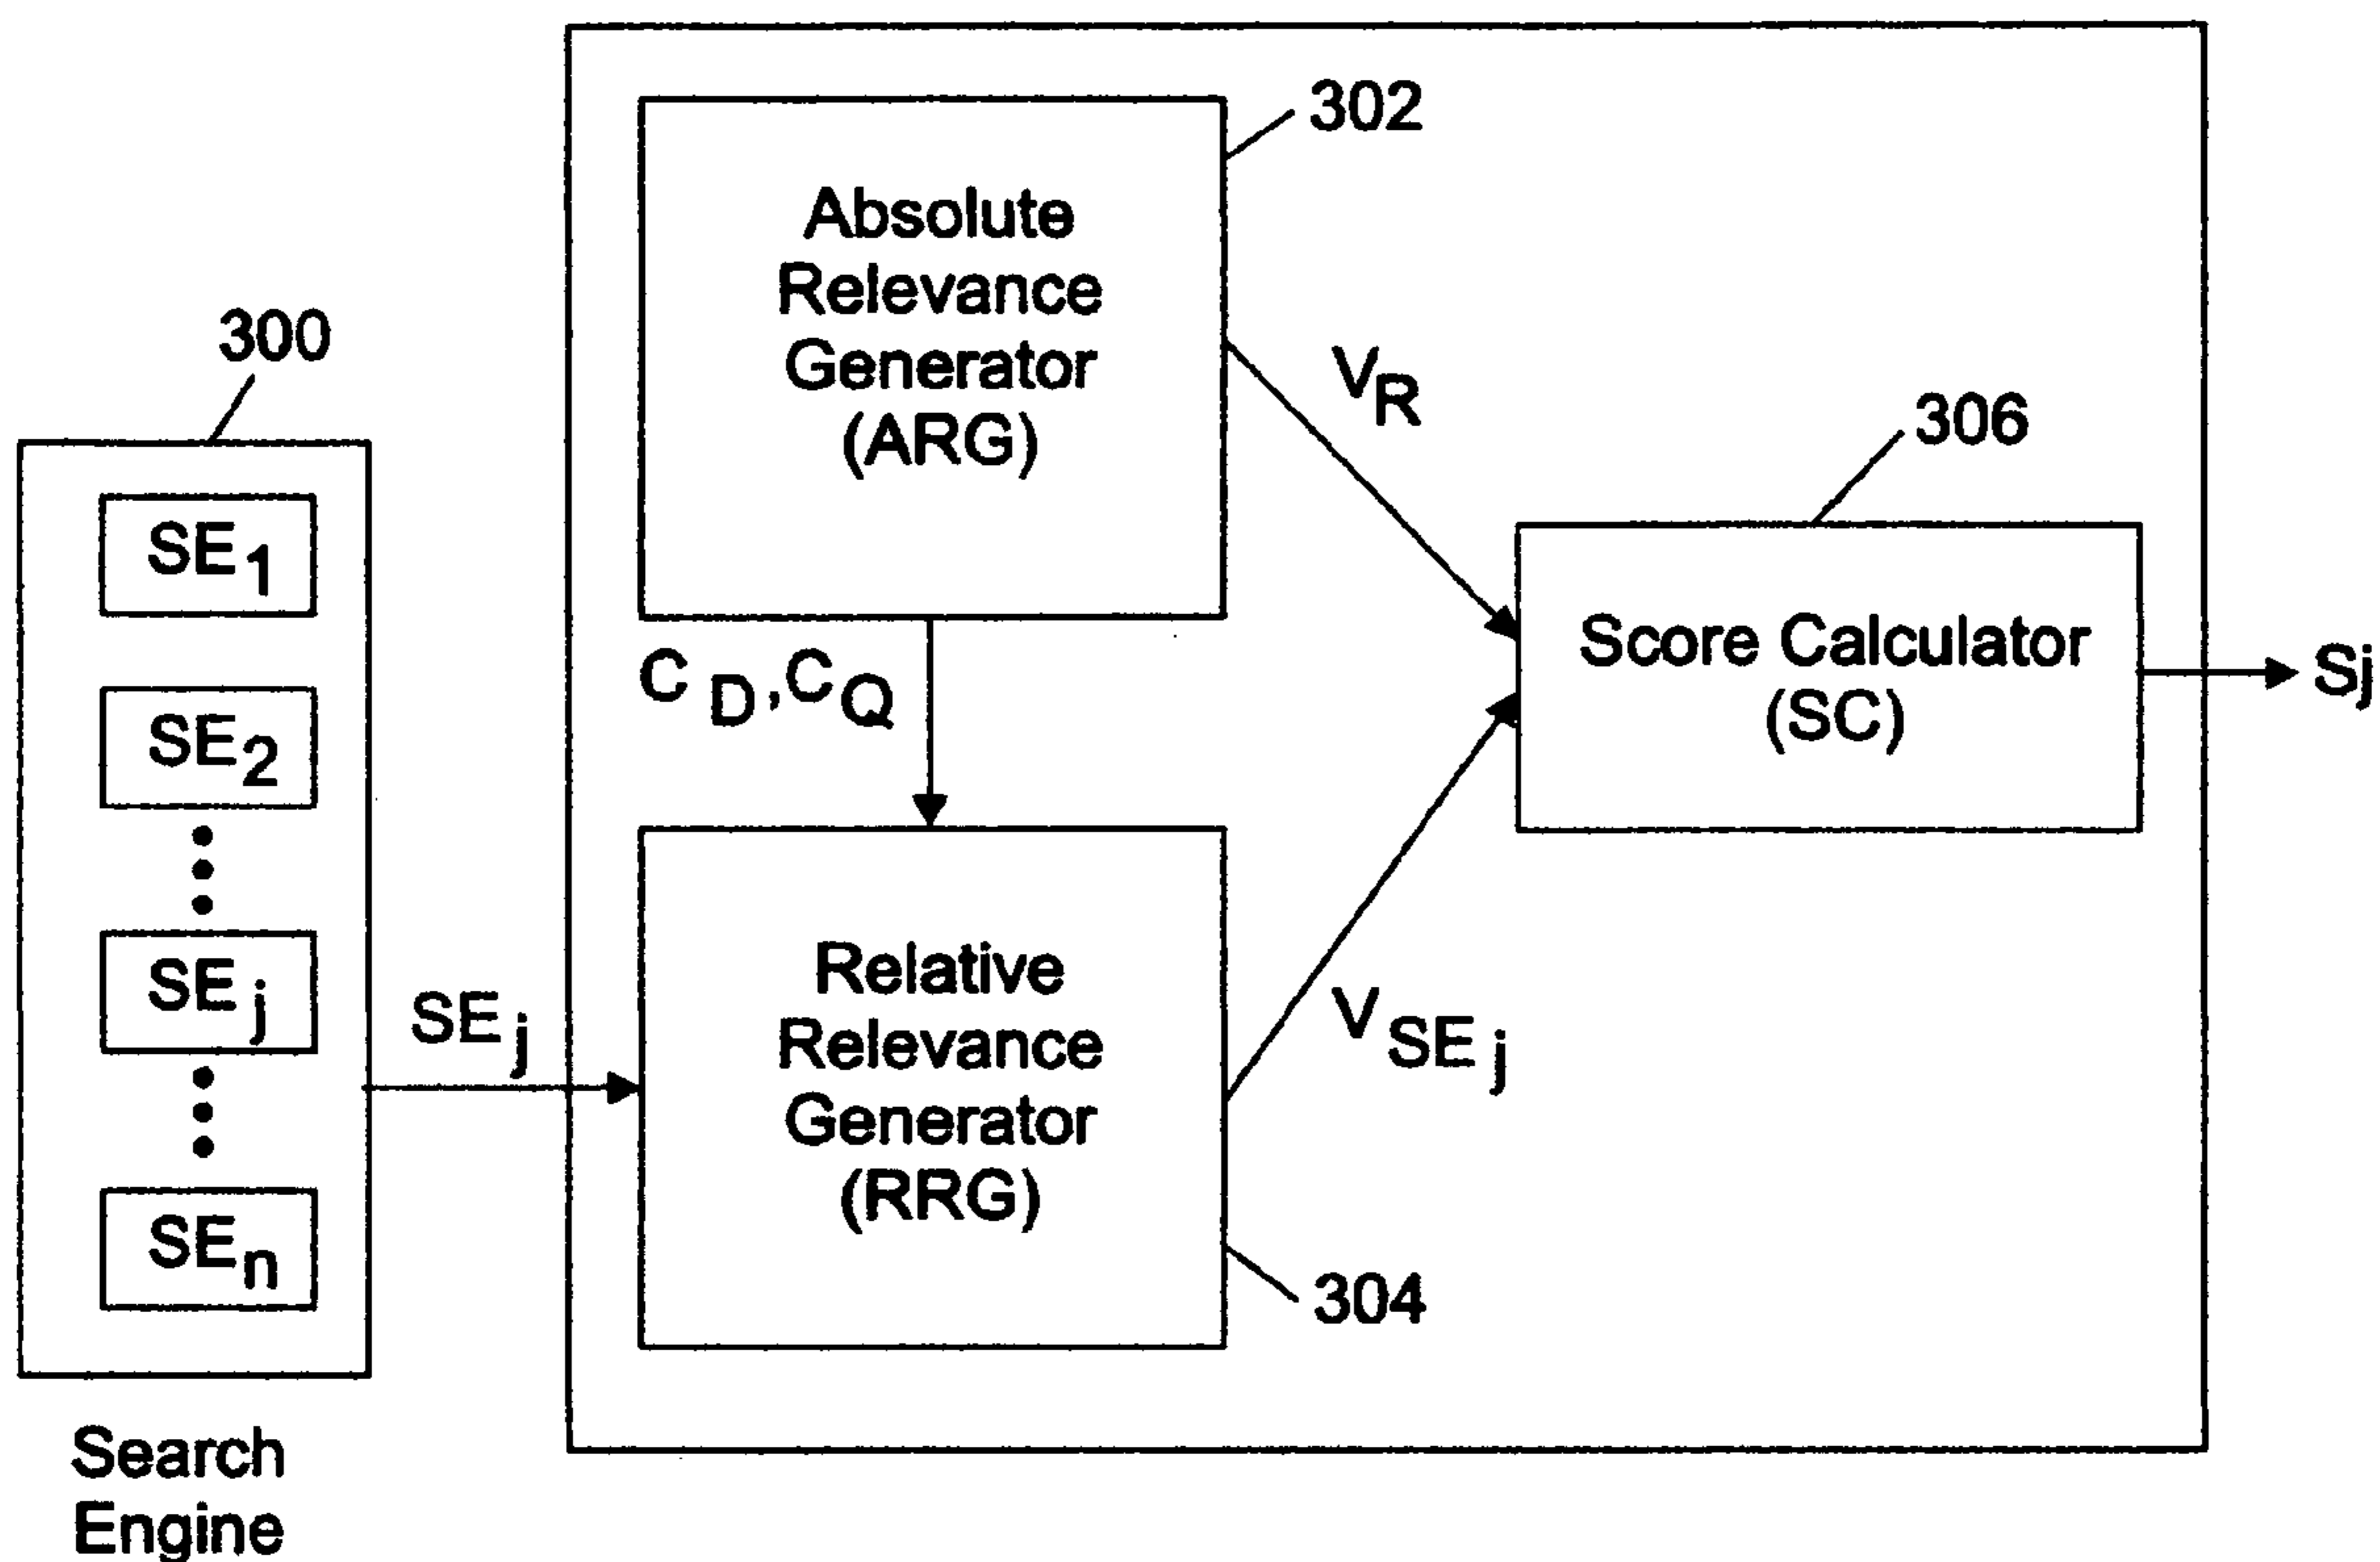 300
SE1
SE2
SEj
SEn
Search
Engine
SEj
302
Absolute
Relevance
Generator
(ARG)
CD,CQ
Relative
Relevance
Generator
(RRG)
304
VR
VSEj
306
Score Calculator
(SC)
Sj